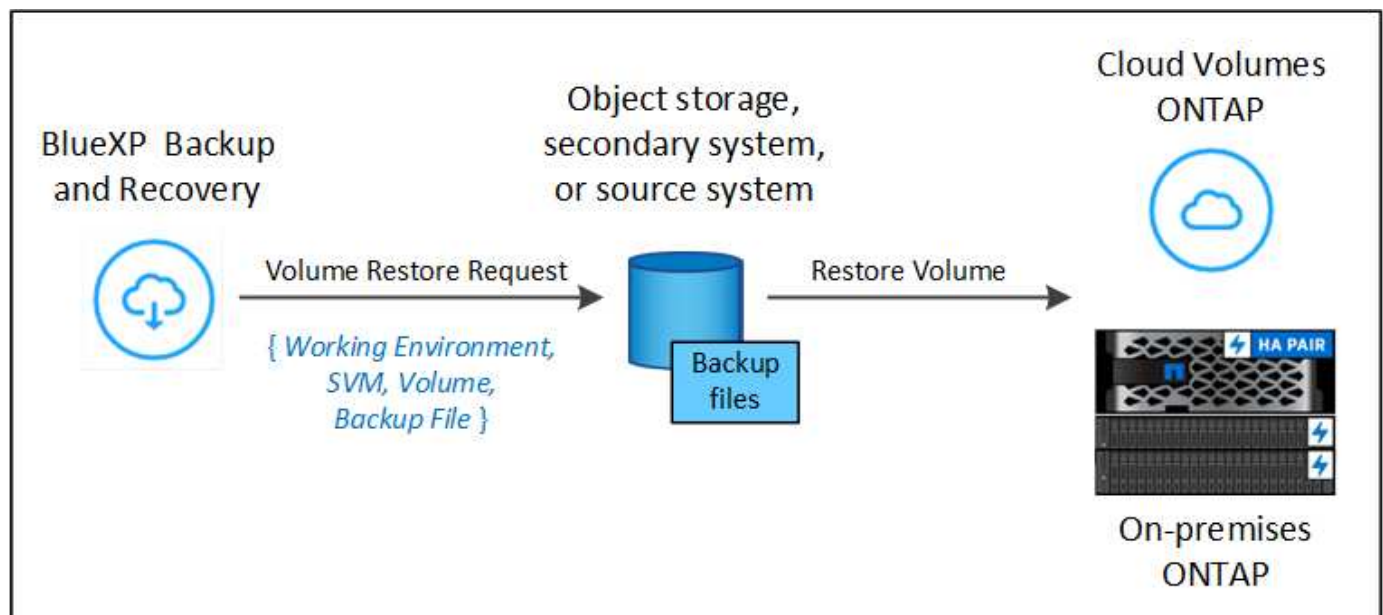 BlueXP Backup
and Recovery
Volume Restore Request
{ Working Environment,
SVM, Volume,
Backup File }
Object storage,
secondary system,
or source system
Backup
files
Restore Volume
Cloud Volumes
ONTAP
HA PAIR
On-premises
ONTAP